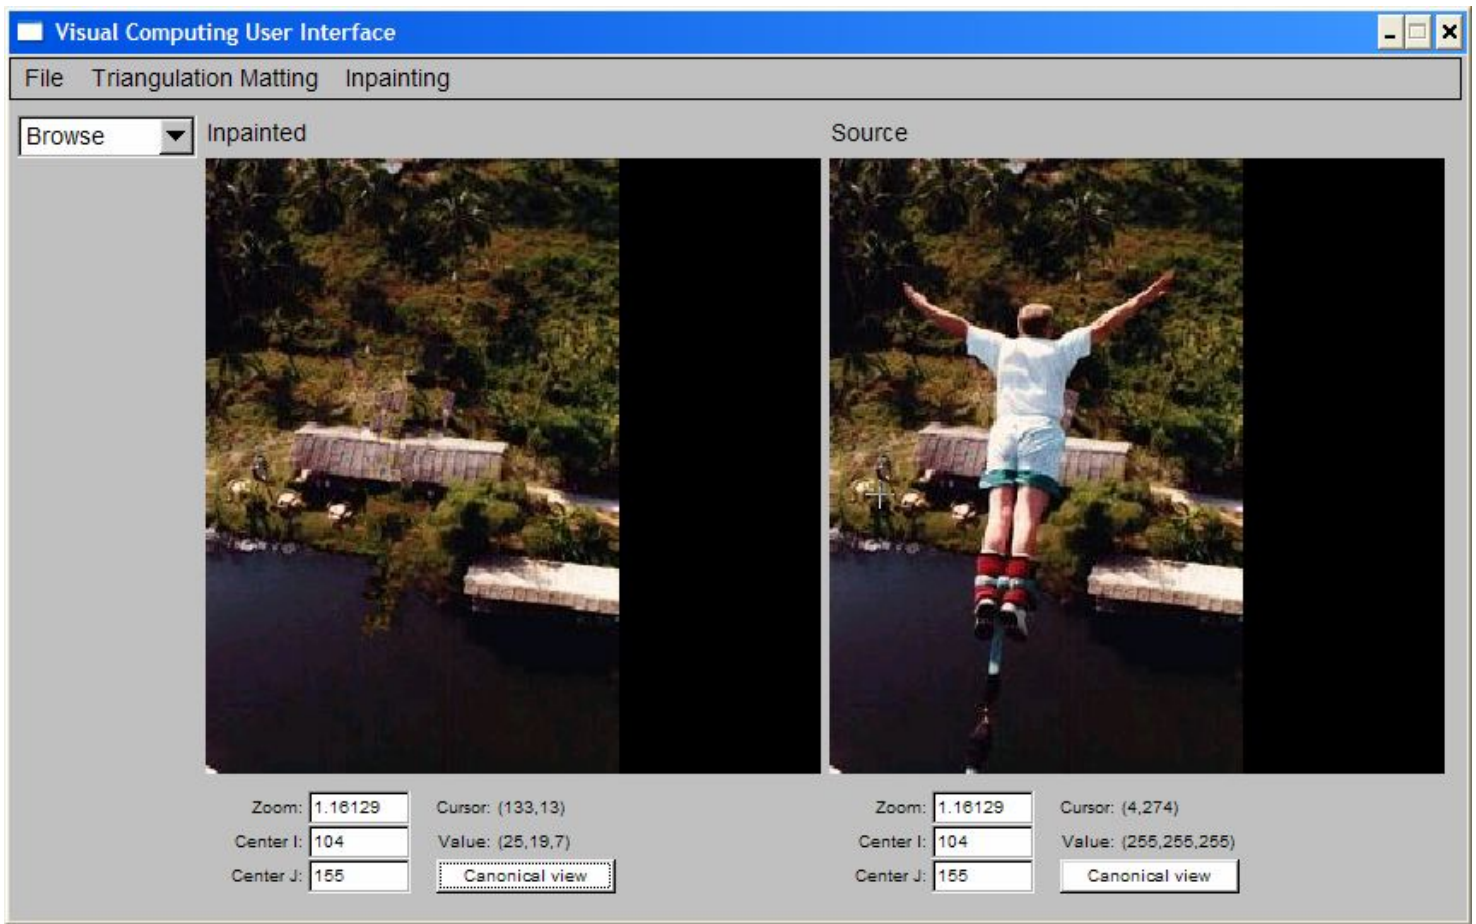 Visual Computing User Interface
File Triangulation Matting Inpainting
Browse Inpainted Source
Zoom: 1.16129 Cursor: (133,13) Zoom: 1.16129 Cursor: (4,274)
Center I: 104 Value: (25,19,7) Center I: 104 Value: (255,255,255)
Center J: 155 Canonical view Center J: 155 Canonical view